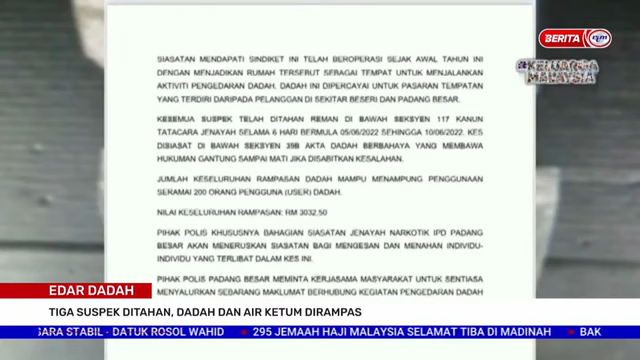 SIASATAN MENDAPATI SINDIKET INI TELAH BEROPERASI SEJAK AWAL TAHUN INI
DENGAN MENJADIKAN RUMAH TERSEBUT SEBAGAI TEMPAT UNTUK MENJALANKAN
AKTIVITI PENGEDARAN DADAH. DADAH INI DIPERCAYAI UNTUK PASARAN TEMPATAN
YANG TERDIRI DARIPADA PELANGGAN DI SEKITAR BESERI DAN PADANG BESAR.
KESEMUA SUSPEK TELAH DITAHAN REMAN DI BAWAH SEKSYEN 117 KANUN
TATACARA JENAYAH SELAMA 6 HARI BERMULA 05/06/2022 SEHINGGA 10/06/2022. KES
DISIASAT DI BAWAH SEKSYEN 39B AKTA DADAH BERBAHAYA YANG MEMBAWA
HUKUMAN GANTUNG SAMPAI MATI JIKA DISABITKAN KESALAHAN.
JUMLAH KESELURUHAN RAMPASAN DADAH MAMPU MENAMPUNG PENGGUNAAN
SERAMAI 200 ORANG PENGGUNA (USER) DADAH.
NILAI KESELURUHAN RAMPASAN: RM 3032.50
PIHAK POLIS KHUSUSNYA BAHAGIAN SIASATAN JENAYAH NARKOTIK IPD PADANG
BESAR AKAN MENERUSKAN SIASATAN BAGI MENGESAN DAN MENAHAN INDIVIDU-
INDIVIDU YANG TERLIBAT DALAM KES INI.
PIHAK POLIS PADANG BESAR MEMINTA KERJASAMA MASYARAKAT UNTUK SENTIASA
MENYALURKAN SEBARANG MAKLUMAT BERHUBUNG KEGIATAN PENGEDARAN DADAH
BERITA rtm
#KELUARGA
MALAYSIA
EDAR DADAH
TIGA SUSPEK DITAHAN, DADAH DAN AIR KETUM DIRAMPAS
SARA STABIL - DATUK ROSOL WAHID • 295 JEMAAH HAJI MALAYSIA SELAMAT TIBA DI MADINAH • BAK